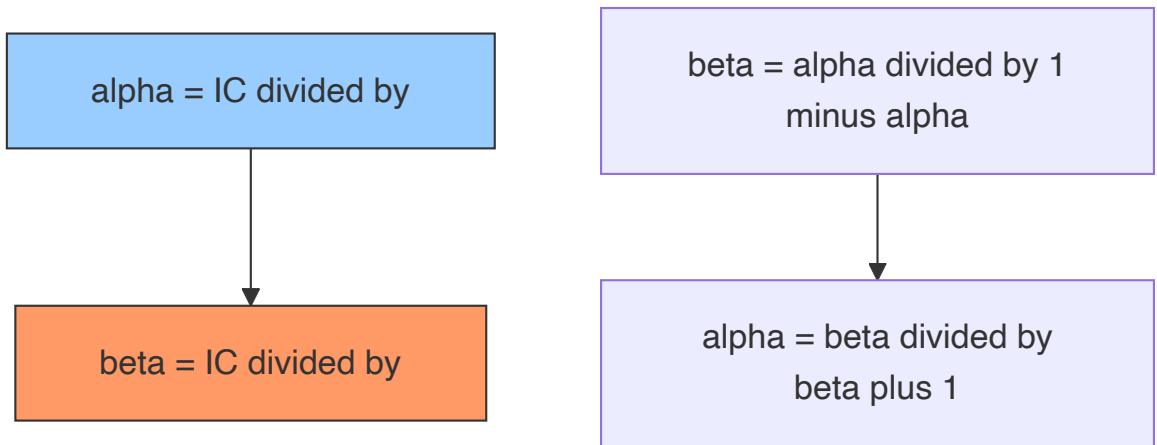 alpha = IC divided by
beta = IC divided by
beta = alpha divided by 1
minus alpha
alpha = beta divided by
beta plus 1